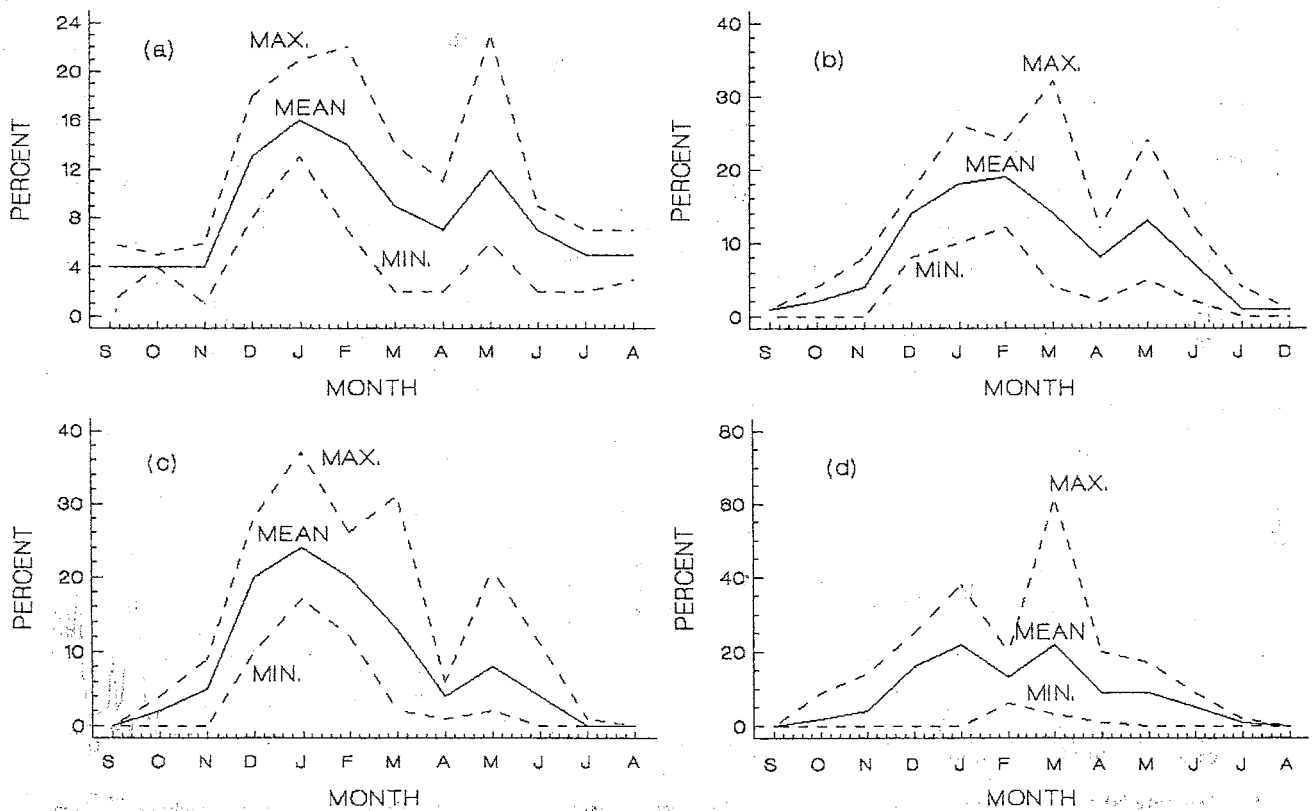 (a)
MAX.
MEAN
MIN.
PERCENT
24
20
16
12
8
4
0
S O N D J F M A M J J A
MONTH
(b)
MAX.
MEAN
MIN.
PERCENT
40
30
20
10
0
S O N D J F M A M J J D
MONTH
(c)
MAX.
MEAN
MIN.
PERCENT
40
30
20
10
0
S O N D J F M A M J J A
MONTH
(d)
MAX.
MEAN
MIN.
PERCENT
80
60
40
20
0
S O N D J F M A M J J A
MONTH